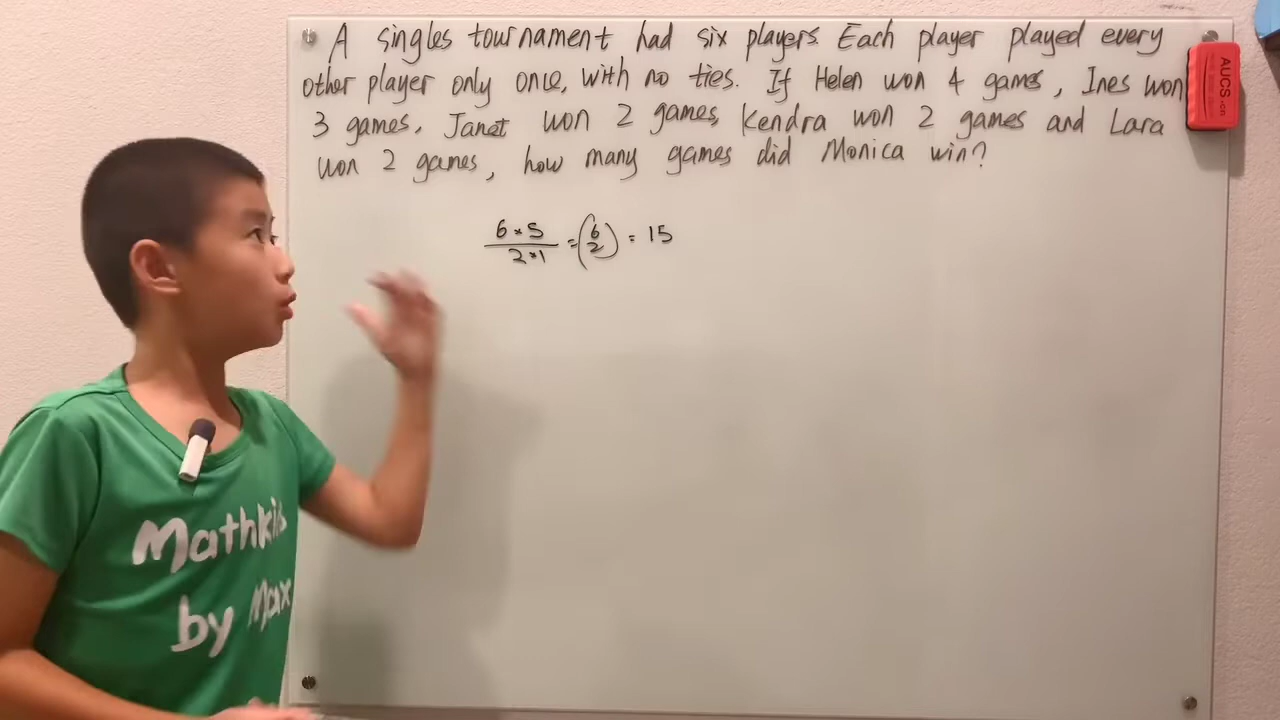 A singles tournament had six players. Each player played every
other player only once, with no ties. If Helen won 4 games, Ines won
3 games. Janet won 2 games, Kendra won 2 games and Lara
won 2 games, how many games did Monica win?
6×5 / 2×1 = (6 2) = 15
AUCS.cn
Mathkids
by Max